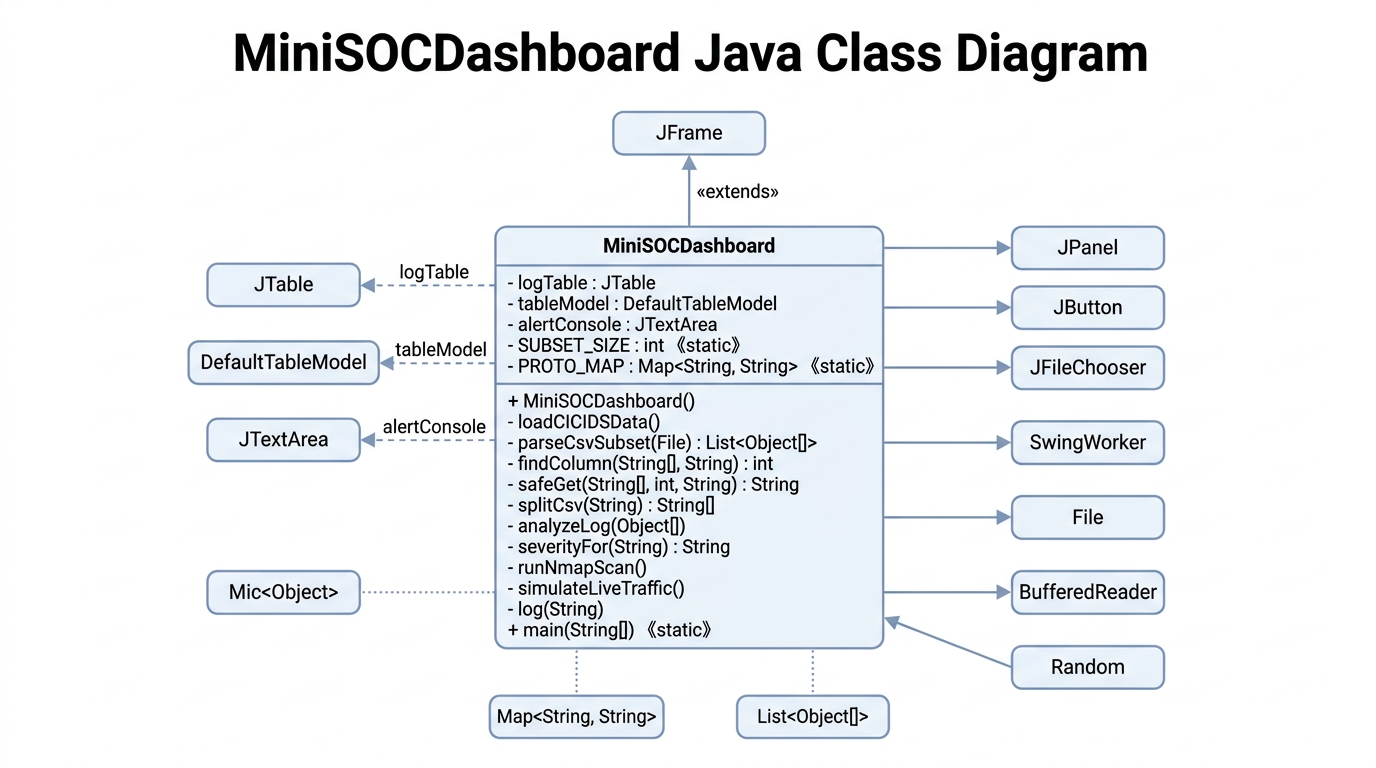 MiniSOCDashboard Java Class Diagram
JFrame
«extends»
MiniSOCDashboard
- logTable : JTable
- tableModel : DefaultTableModel
- alertConsole : JTextArea
- SUBSET_SIZE : int 《static》
- PROTO_MAP : Map<String, String> 《static》
+ MiniSOCDashboard()
- loadCICIDSData()
- parseCsvSubset(File) : List<Object[]>
- findColumn(String[], String) : int
- safeGet(String[], int, String) : String
- splitCsv(String) : String[]
- analyzeLog(Object[])
- severityFor(String) : String
- runNmapScan()
- simulateLiveTraffic()
- log(String)
+ main(String[]) 《static》
logTable
JTable
tableModel
DefaultTableModel
alertConsole
JTextArea
Mic<Object>
JPanel
JButton
JFileChooser
SwingWorker
File
BufferedReader
Random
Map<String, String>
List<Object[]>